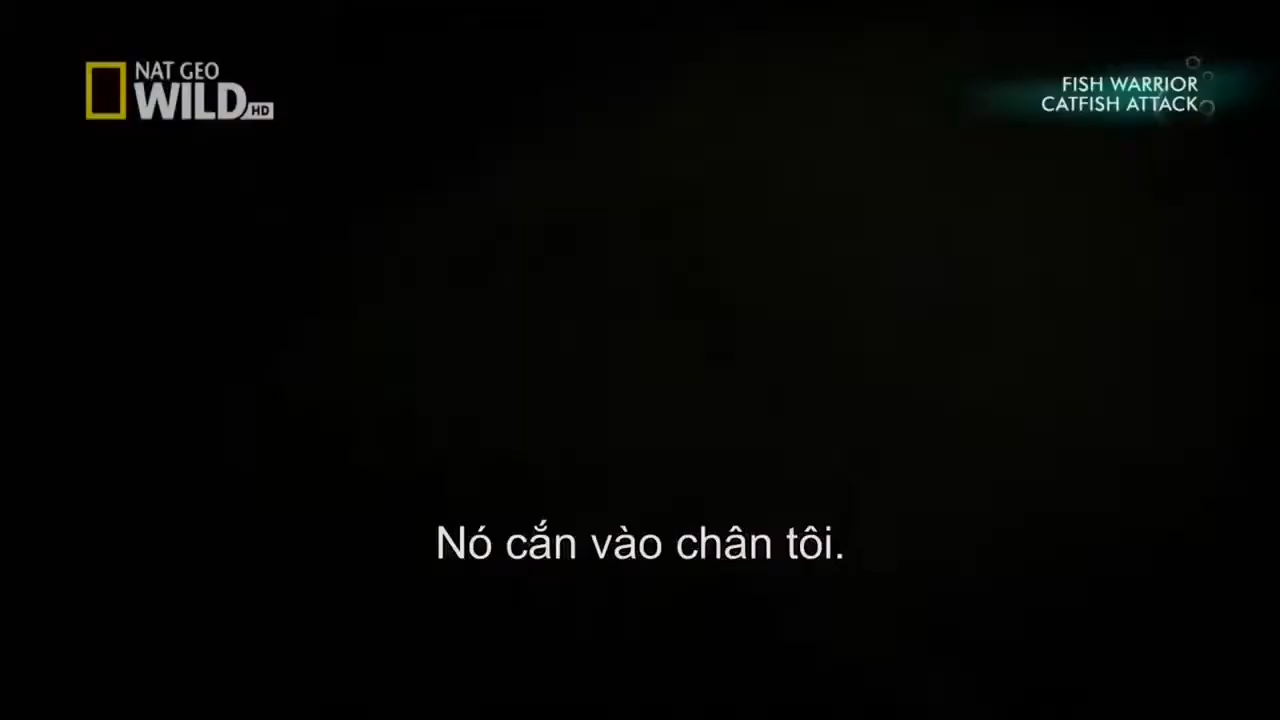 NAT GEO
WILD HD
FISH WARRIOR
CATFISH ATTACK
Nó cắn vào chân tôi.